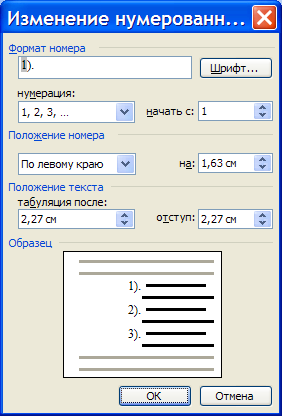 Изменение нумерованн...
Формат номера
1).
Шрифт...
нумерация:
1, 2, 3, ...
начать с: 1
Положение номера
По левому краю
на: 1,63 см
Положение текста
табуляция после:
2,27 см
отступ: 2,27 см
Образец
1).
2).
3).
ОК
Отмена